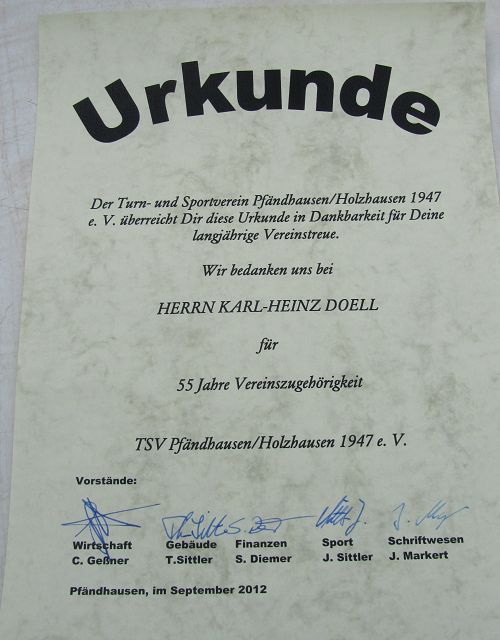 Urkunde
Der Turn- und Sportverein Pfändhausen/Holzhausen 1947
e. V. überreicht Dir diese Urkunde in Dankbarkeit für Deine
langjährige Vereinstreue.
Wir bedanken uns bei
HERRN KARL-HEINZ DOELL
für
55 Jahre Vereinszugehörigkeit
TSV Pfändhausen/Holzhausen 1947 e. V.
Vorstände:
Wirtschaft Gebäude Finanzen Sport Schriftwesen
C. Geßner T.Sittler S. Diemer J. Sittler J. Markert
Pfändhausen, im September 2012